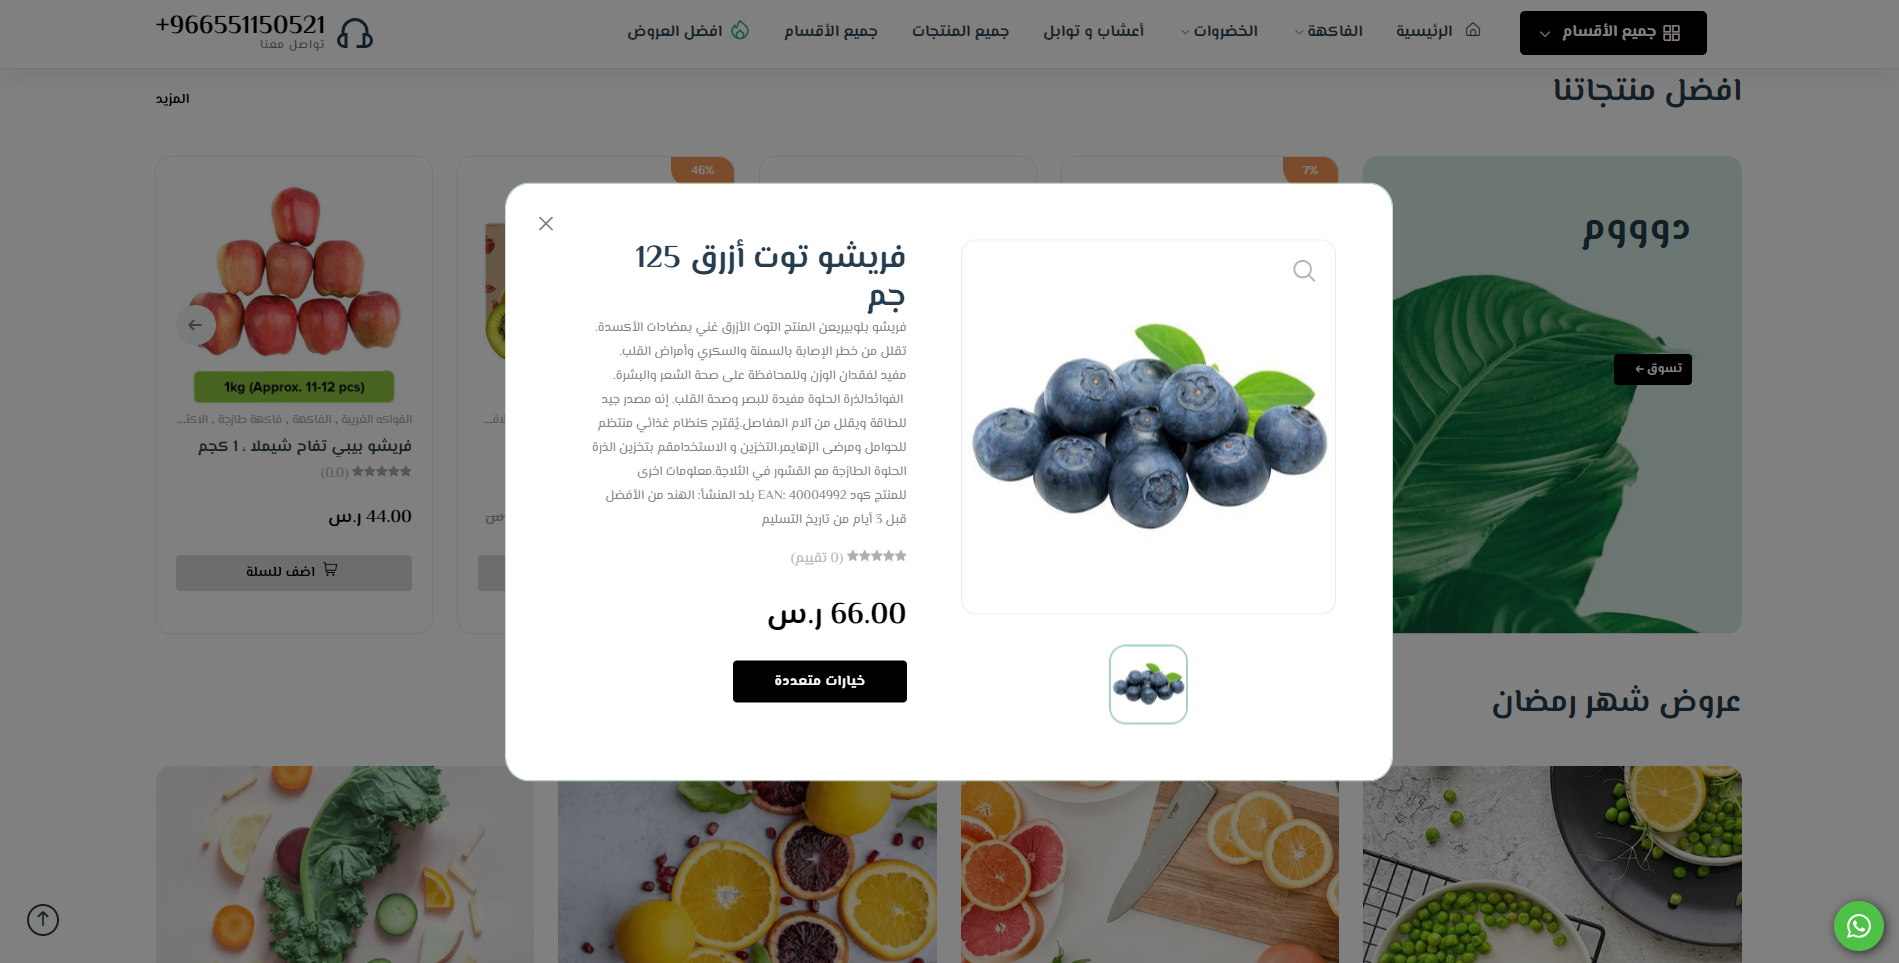 جميع الأقسام
الرئيسية
الفاكهة
الخضروات
أعشاب و توابل
جميع المنتجات
جميع الأقسام
افضل العروض
+966551150521
تواصل معنا
افضل منتجاتنا
المزيد
دوووم
تسوق
7%
46%
فريشو توت أزرق 125
جم
فريشو بلوبيريعن المنتج التوت الأزرق غني بمضادات الأكسدة.
تقلل من خطر الإصابة بالسمنة والسكري وأمراض القلب.
مفيد لفقدان الوزن وللمحافظة على صحة الشعر والبشرة.
الفوائدالذرة الحلوة مفيدة للبصر وصحة القلب. إنه مصدر جيد
للطاقة ويقلل من آلام المفاصل.يُقترح كنظام غذائي منتظم
للحوامل ومرضى الزهايمر.التخزين و الاستخدامقم بتخزين الذرة
الحلوة الطازجة مع القشور في الثلاجة.معلومات اخرى
للمنتج كود EAN: 40004992 بلد المنشأ: الهند من الأفضل
قبل 3 أيام من تاريخ التسليم
(0 تقييم)
66.00 ر.س
خيارات متعددة
1kg (Approx. 11-12 pcs)
الفواكه الغريبة , الفاكهة , فاكهة طازجة , الاكثر...
فريشو بيبي تفاح شيملا ، 1 كجم
(0.0)
44.00 ر.س
اضف للسلة
عروض شهر رمضان